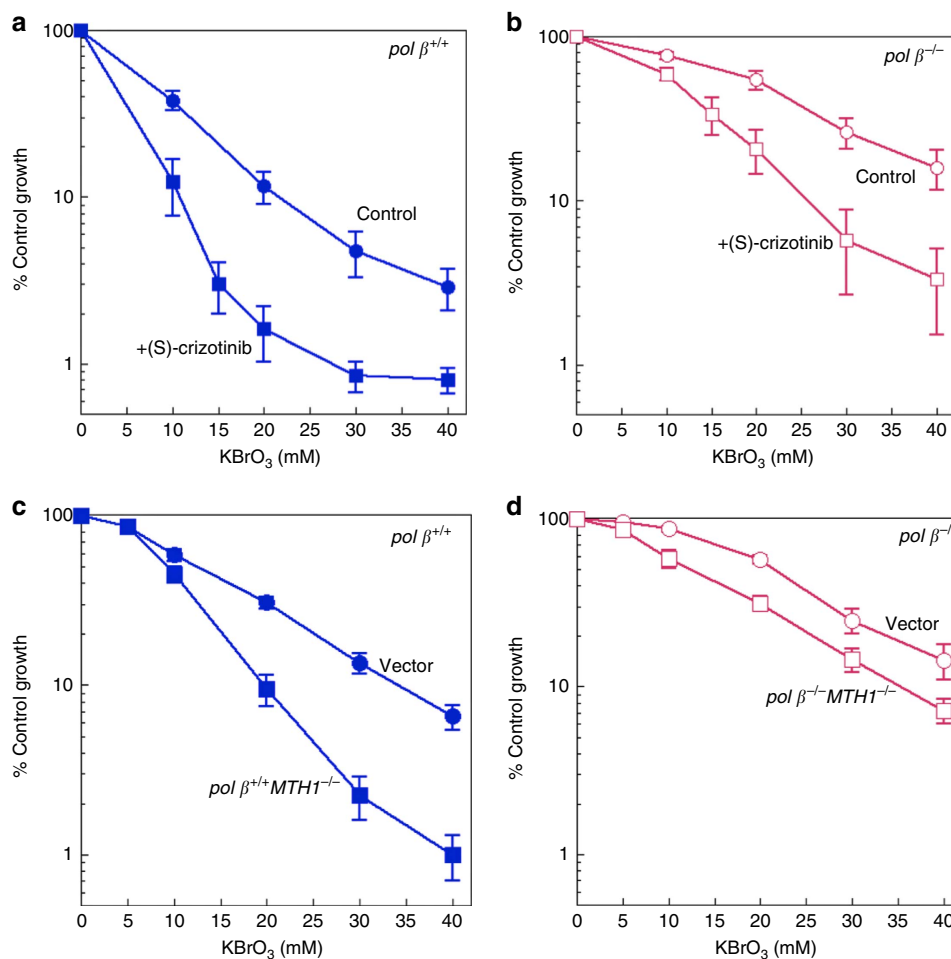 a
pol β+/+
100
10
1
% Control growth
Control
+(S)-crizotinib
0 5 10 15 20 25 30 35 40
KBrO₃ (mM)
b
pol β−/−
100
10
1
% Control growth
Control
+(S)-crizotinib
0 5 10 15 20 25 30 35 40
KBrO₃ (mM)
c
pol β+/+
100
10
1
% Control growth
Vector
pol β+/+MTH1−/−
0 5 10 15 20 25 30 35 40
KBrO₃ (mM)
d
pol β−/
100
10
1
% Control growth
Vector
pol β−/−MTH1−/−
0 5 10 15 20 25 30 35 40
KBrO₃ (mM)